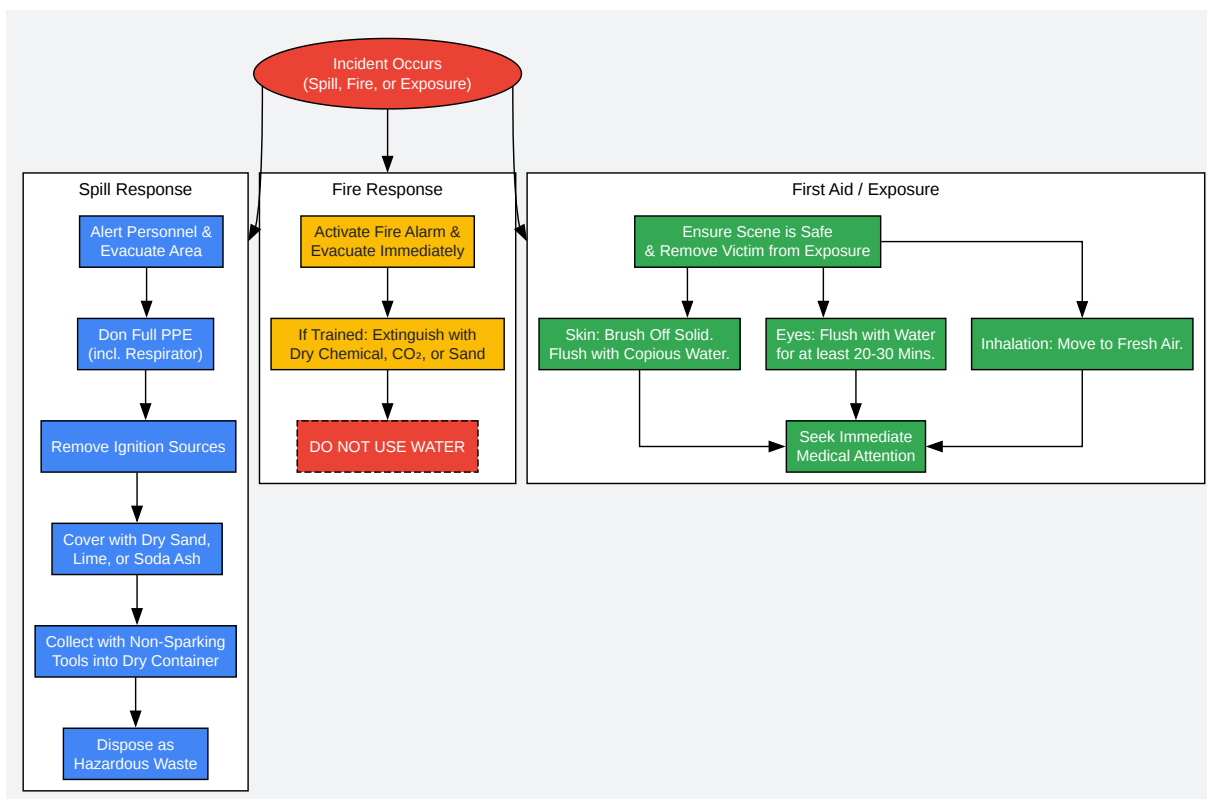 Incident Occurs
(Spill, Fire, or Exposure)
Spill Response
Alert Personnel &
Evacuate Area
Don Full PPE
(incl. Respirator)
Remove Ignition Sources
Cover with Dry Sand,
Lime, or Soda Ash
Collect with Non-Sparking
Tools into Dry Container
Dispose as
Hazardous Waste
Fire Response
Activate Fire Alarm &
Evacuate Immediately
If Trained: Extinguish with
Dry Chemical, CO₂, or Sand
DO NOT USE WATER
First Aid / Exposure
Ensure Scene is Safe
& Remove Victim from Exposure
Skin: Brush Off Solid.
Flush with Copious Water.
Eyes: Flush with Water
for at least 20-30 Mins.
Inhalation: Move to Fresh Air.
Seek Immediate
Medical Attention